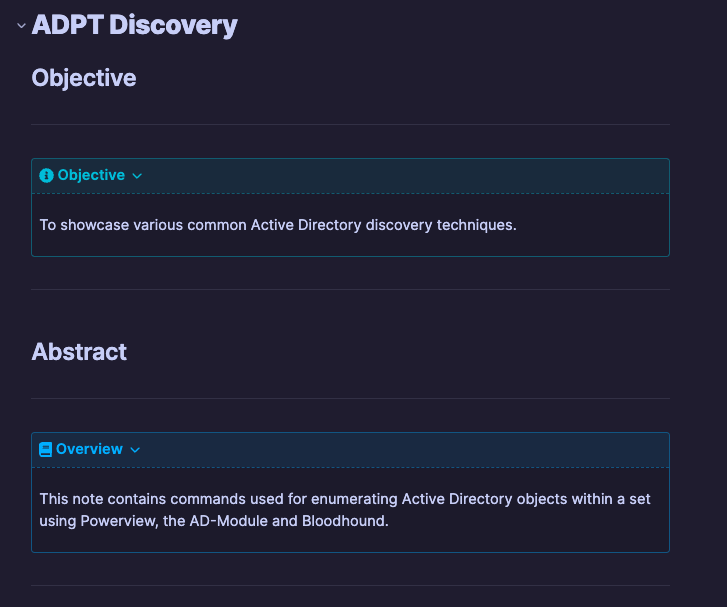 ADPT Discovery
Objective
Objective
To showcase various common Active Directory discovery techniques.
Abstract
Overview
This note contains commands used for enumerating Active Directory objects within a set
using Powerview, the AD-Module and Bloodhound.